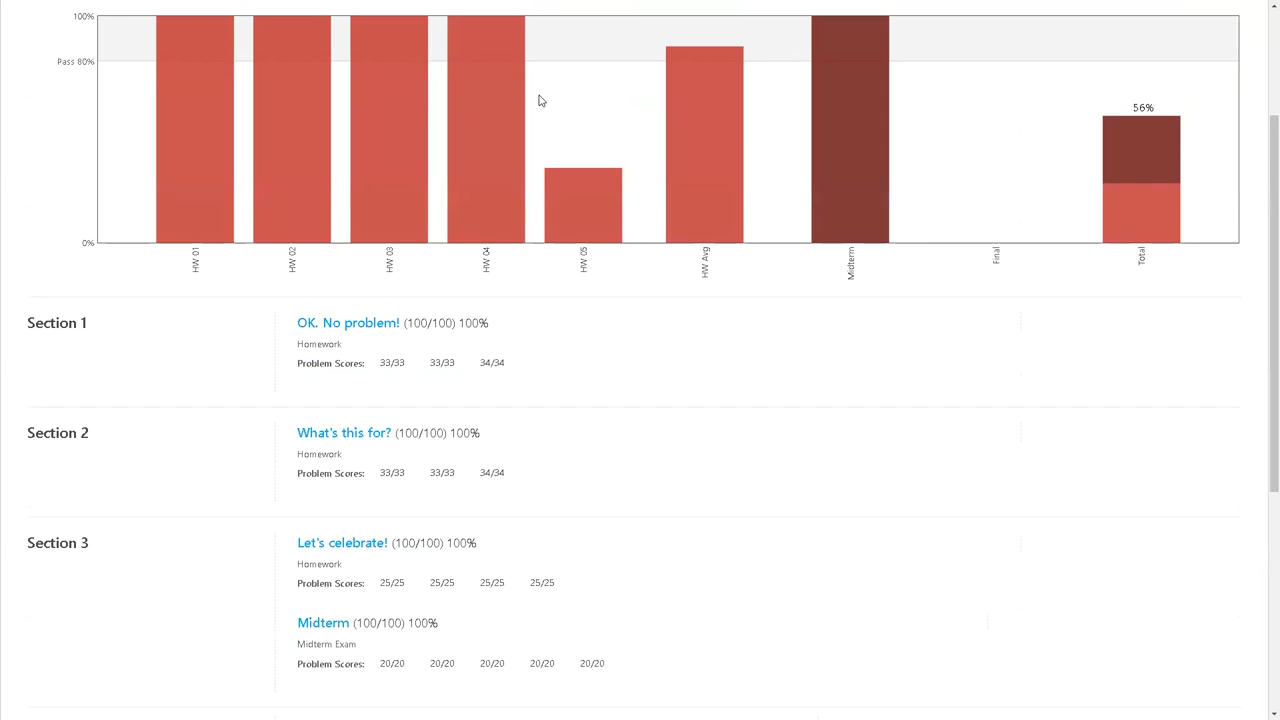 100%
Pass 80%
56%
0%
HW 01
HW 02
HW 03
HW 04
HW 05
HW Avg
Midterm
Final
Total
Section 1
OK. No problem! (100/100) 100%
Homework
Problem Scores: 33/33 33/33 34/34
Section 2
What's this for? (100/100) 100%
Homework
Problem Scores: 33/33 33/33 34/34
Section 3
Let's celebrate! (100/100) 100%
Homework
Problem Scores: 25/25 25/25 25/25 25/25
Midterm (100/100) 100%
Midterm Exam
Problem Scores: 20/20 20/20 20/20 20/20 20/20